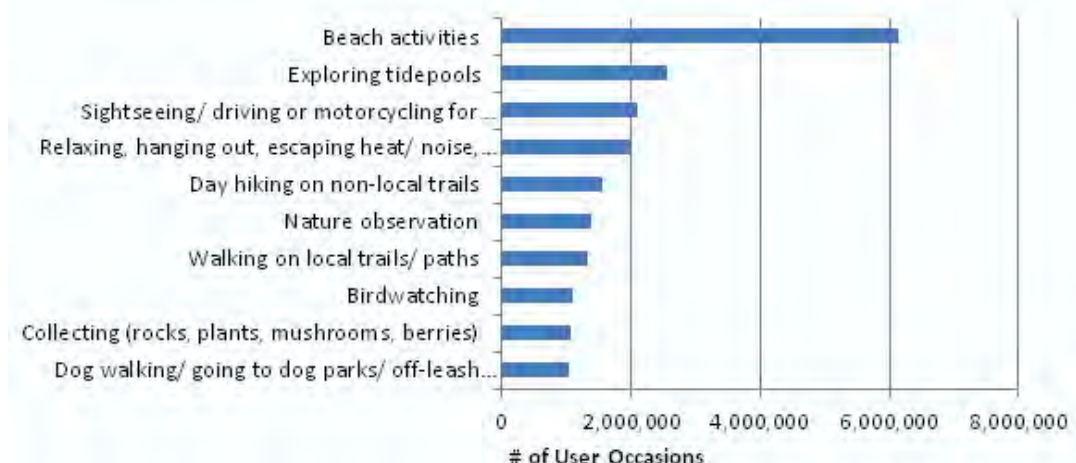 Beach activities
Exploring tidepools
Sightseeing/ driving or motorcycling for...
Relaxing, hanging out, escaping heat/ noise,...
Day hiking on non-local trails
Nature observation
Walking on local trails/ paths
Birdwatching
Collecting (rocks, plants, mushrooms, berries)
Dog walking/ going to dog parks/ off-leash...
0 2,000,000 4,000,000 6,000,000 8,000,000
# of User Occasions